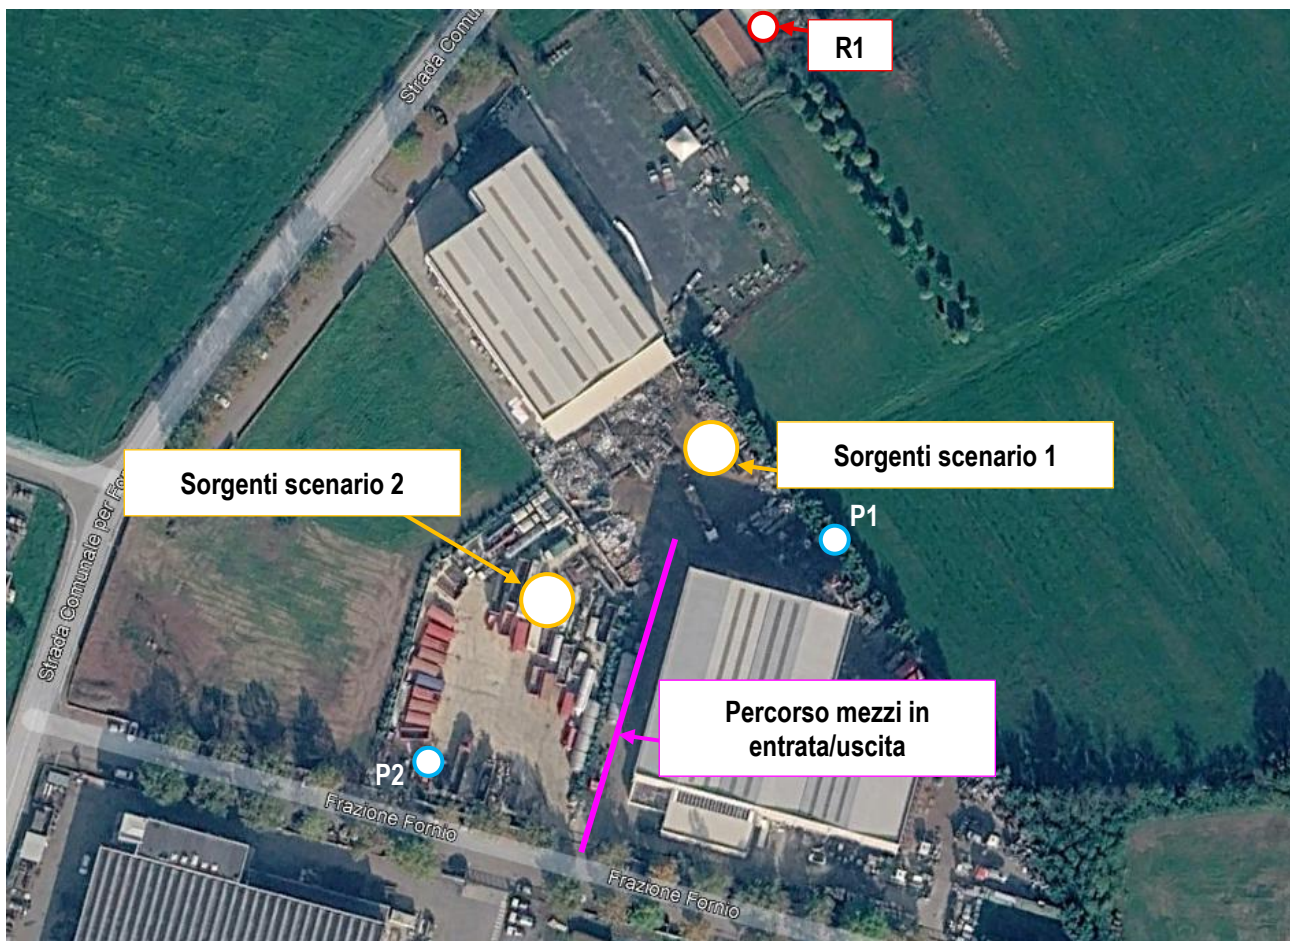 Strada Comu
R1
Sorgenti scenario 1
Sorgenti scenario 2
P1
Strada Comunale per For
Percorso mezzi in
entrata/uscita
P2
Frazione Fornio
Frazione Fornio